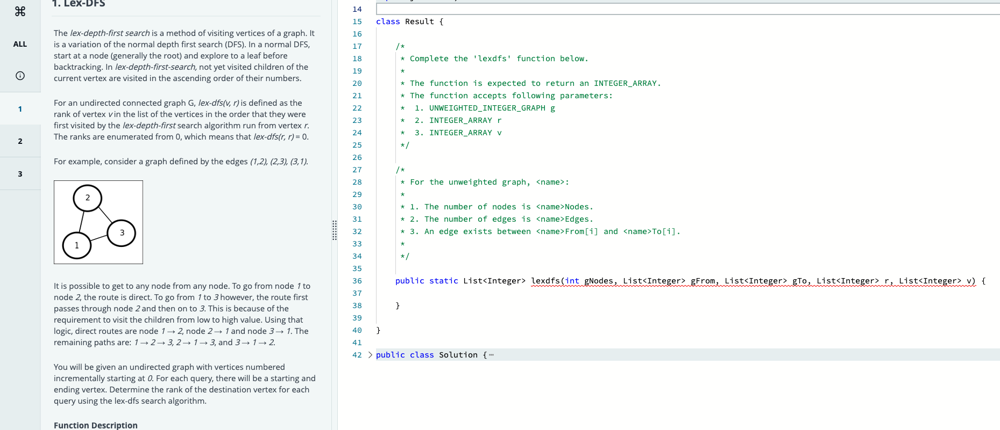 1. Lex-DFS
ALL
1
2
3
The lex-depth-first search is a method of visiting vertices of a graph. It
is a variation of the normal depth first search (DFS). In a normal DFS,
start at a node (generally the root) and explore to a leaf before
backtracking. In lex-depth-first-search, not yet visited children of the
current vertex are visited in the ascending order of their numbers.
For an undirected connected graph G, lex-dfs(v, r) is defined as the
rank of vertex v in the list of the vertices in the order that they were
first visited by the lex-depth-first search algorithm run from vertex r.
The ranks are enumerated from 0, which means that lex-dfs(r, r) = 0.
For example, consider a graph defined by the edges (1,2), (2,3), (3,1).
2
3
1
It is possible to get to any node from any node. To go from node 1 to
node 2, the route is direct. To go from 1 to 3 however, the route first
passes through node 2 and then on to 3. This is because of the
requirement to visit the children from low to high value. Using that
logic, direct routes are node 1 → 2, node 2 → 1 and node 3 → 1. The
remaining paths are: 1 → 2 → 3, 2 → 1 → 3, and 3 → 1 → 2.
You will be given an undirected graph with vertices numbered
incrementally starting at 0. For each query, there will be a starting and
ending vertex. Determine the rank of the destination vertex for each
query using the lex-dfs search algorithm.
Function Description
14
15 class Result {
16
17 /*
18 * Complete the 'lexdfs' function below.
19 *
20 * The function is expected to return an INTEGER_ARRAY.
21 * The function accepts following parameters:
22 * 1. UNWEIGHTED_INTEGER_GRAPH g
23 * 2. INTEGER_ARRAY r
24 * 3. INTEGER_ARRAY v
25 */
26
27 /*
28 * For the unweighted graph, <name>:
29 *
30 * 1. The number of nodes is <name>Nodes.
31 * 2. The number of edges is <name>Edges.
32 * 3. An edge exists between <name>From[i] and <name>To[i].
33 *
34 */
35
36 public static List<Integer> lexdfs(int gNodes, List<Integer> gFrom, List<Integer> gTo, List<Integer> r, List<Integer> v) {
37
38 }
39
40 }
41
42 public class Solution {